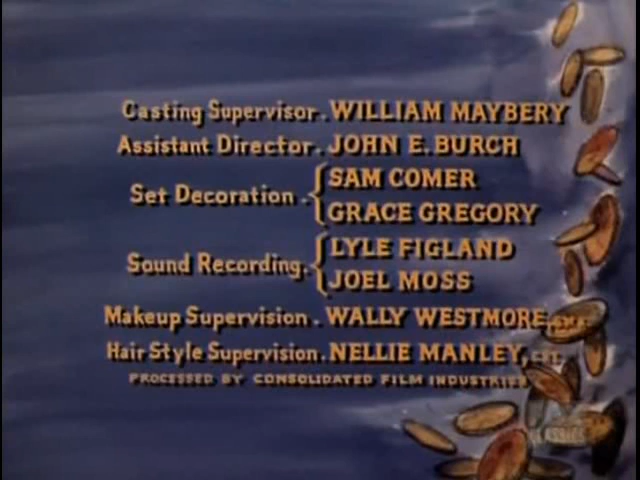 Casting Supervisor. WILLIAM MAYBERY
Assistant Director. JOHN E. BURCH
Set Decoration. { SAM COMER
GRACE GREGORY
Sound Recording. { LYLE FIGLAND
JOEL MOSS
Makeup Supervision. WALLY WESTMORE,
Hair Style Supervision. NELLIE MANLEY,
PROCESSED BY CONSOLIDATED FILM INDUSTRIES
CLASSICS